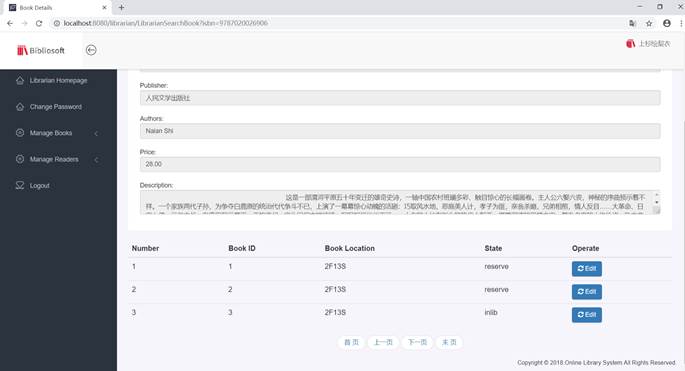 Book Details
localhost:8080/librarian/LibrarianSearchBook?isbn=9787020026906
Bibliosoft
上杉绘梨衣
Librarian Homepage
Change Password
Manage Books
Manage Readers
Logout
Publisher:
人民文学出版社
Authors:
Naian Shi
Price:
28.00
Description:
这是一部渭河平原五十年变迁的雄奇史诗,一轴中国农村斑斓多彩、触目惊心的长幅画卷。主人公六娶六丧,神秘的序曲预示着不
祥。一个家族两代子孙,为争夺白鹿原的统治代代争斗不已,上演了一幕幕惊心动魄的活剧:巧取风水地,恶施美人计,孝子为匪,亲翁杀媳,兄弟相煎,情人反目……大革命、日
Number Book ID Book Location State Operate
1 1 2F13S reserve Edit
2 2 2F13S reserve Edit
3 3 2F13S inlib Edit
首 页 上一页 下一页 末 页
Copyright © 2018.Online Library System All Rights Reserved.